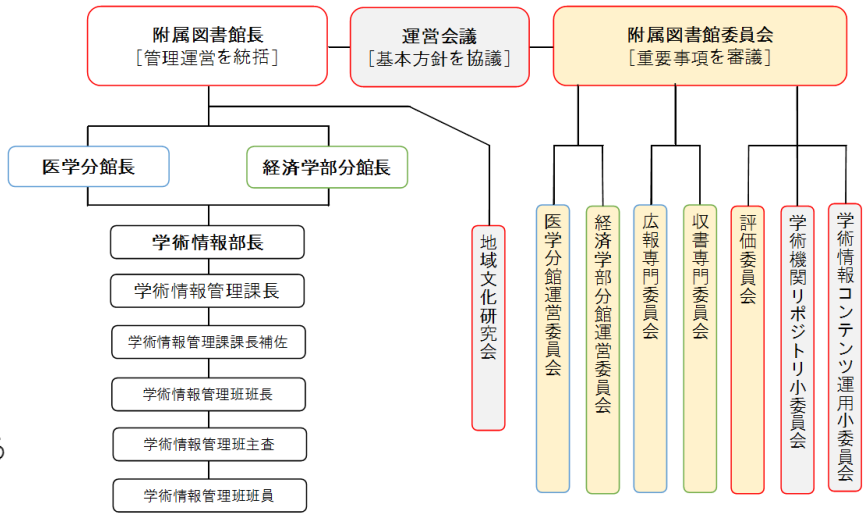 附属図書館長
[管理運営を統括]
運営会議
[基本方針を協議]
附属図書館委員会
[重要事項を審議]
医学分館長
経済学部分館長
学術情報部長
学術情報管理課長
学術情報管理課課長補佐
学術情報管理班班長
学術情報管理班主査
学術情報管理班班員
地域文化研究会
医学分館運営委員会
経済学部分館運営委員会
広報専門委員会
収書専門委員会
評価委員会
学術機関リポジトリ小委員会
学術情報コンテンツ運用小委員会